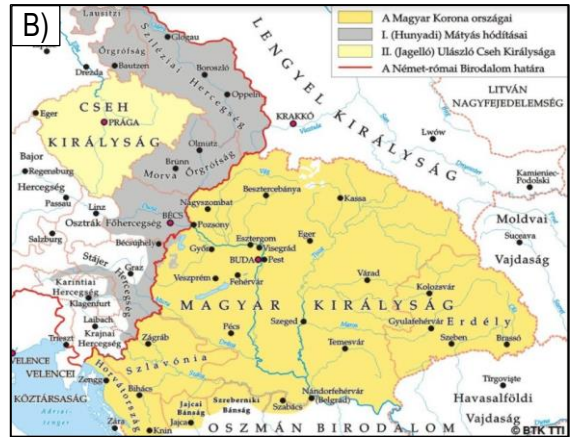 B)
A Magyar Korona országai
I. (Hunyadi) Mátyás hódításai
II. (Jagelló) Ulászló Cseh Királysága
A Német-római Birodalom határa
Lausitzi
Őrgrófság
Sziléziai Hercegség
Glogau
Bautzen
Drezda
Boroszló
Oppeln
LENGYEL KIRÁLYSÁG
LITVÁN
NAGYFEJEDELEMSÉG
CSEH
KIRÁLYSÁG
Eger
PRÁGA
KRAKKÓ
Lwów
Olmutz
Brünn
Morva Őrgrófság
Bajor
Hercegség
Regensburg
Passau
Linz
Osztrák Főhercegség
BÉCS
Salzburg
Bécsújhely
Stájer Hercegség
Graz
Karintiai
Hercegség
Klagenfurt
Laibach
Krajnai
Hercegség
Trieszt
VELENCE
VELENCEI
KÖZTÁRSASÁG
Adriai-
tenger
Kamieniec-
Podolski
Moldvai
Vajdaság
Suceava
Besztercebánya
Kassa
Nagyszombat
Pozsony
Győr
Esztergom
Visegrád
BUDA
Pest
Eger
Veszprém
Fehérvár
Várad
Kolozsvár
MAGYAR KIRÁLYSÁG
Gyulafehérvár
Erdély
Szeben
Brassó
Pécs
Szeged
Temesvár
Zágráb
Szlavónia
Horvátország
Zengg
Bihács
Zára
Knin
Jajcai
Bánság
Jajca
Szreberniki
Bánság
Szabács
Nándorfehérvár
(Belgrád)
OSZMÁN BIRODALOM
Tîrgoviște
Havasalföldi
Vajdaság
© BTK TTI